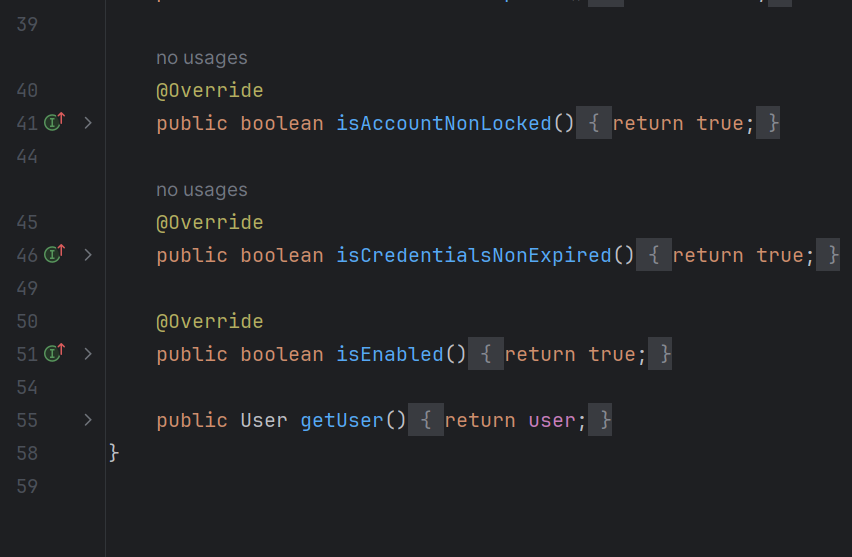 39
no usages
40 @Override
41 public boolean isAccountNonLocked() { return true; }
44
no usages
45 @Override
46 public boolean isCredentialsNonExpired() { return true; }
49
50 @Override
51 public boolean isEnabled() { return true; }
54
55 public User getUser() { return user; }
58 }
59